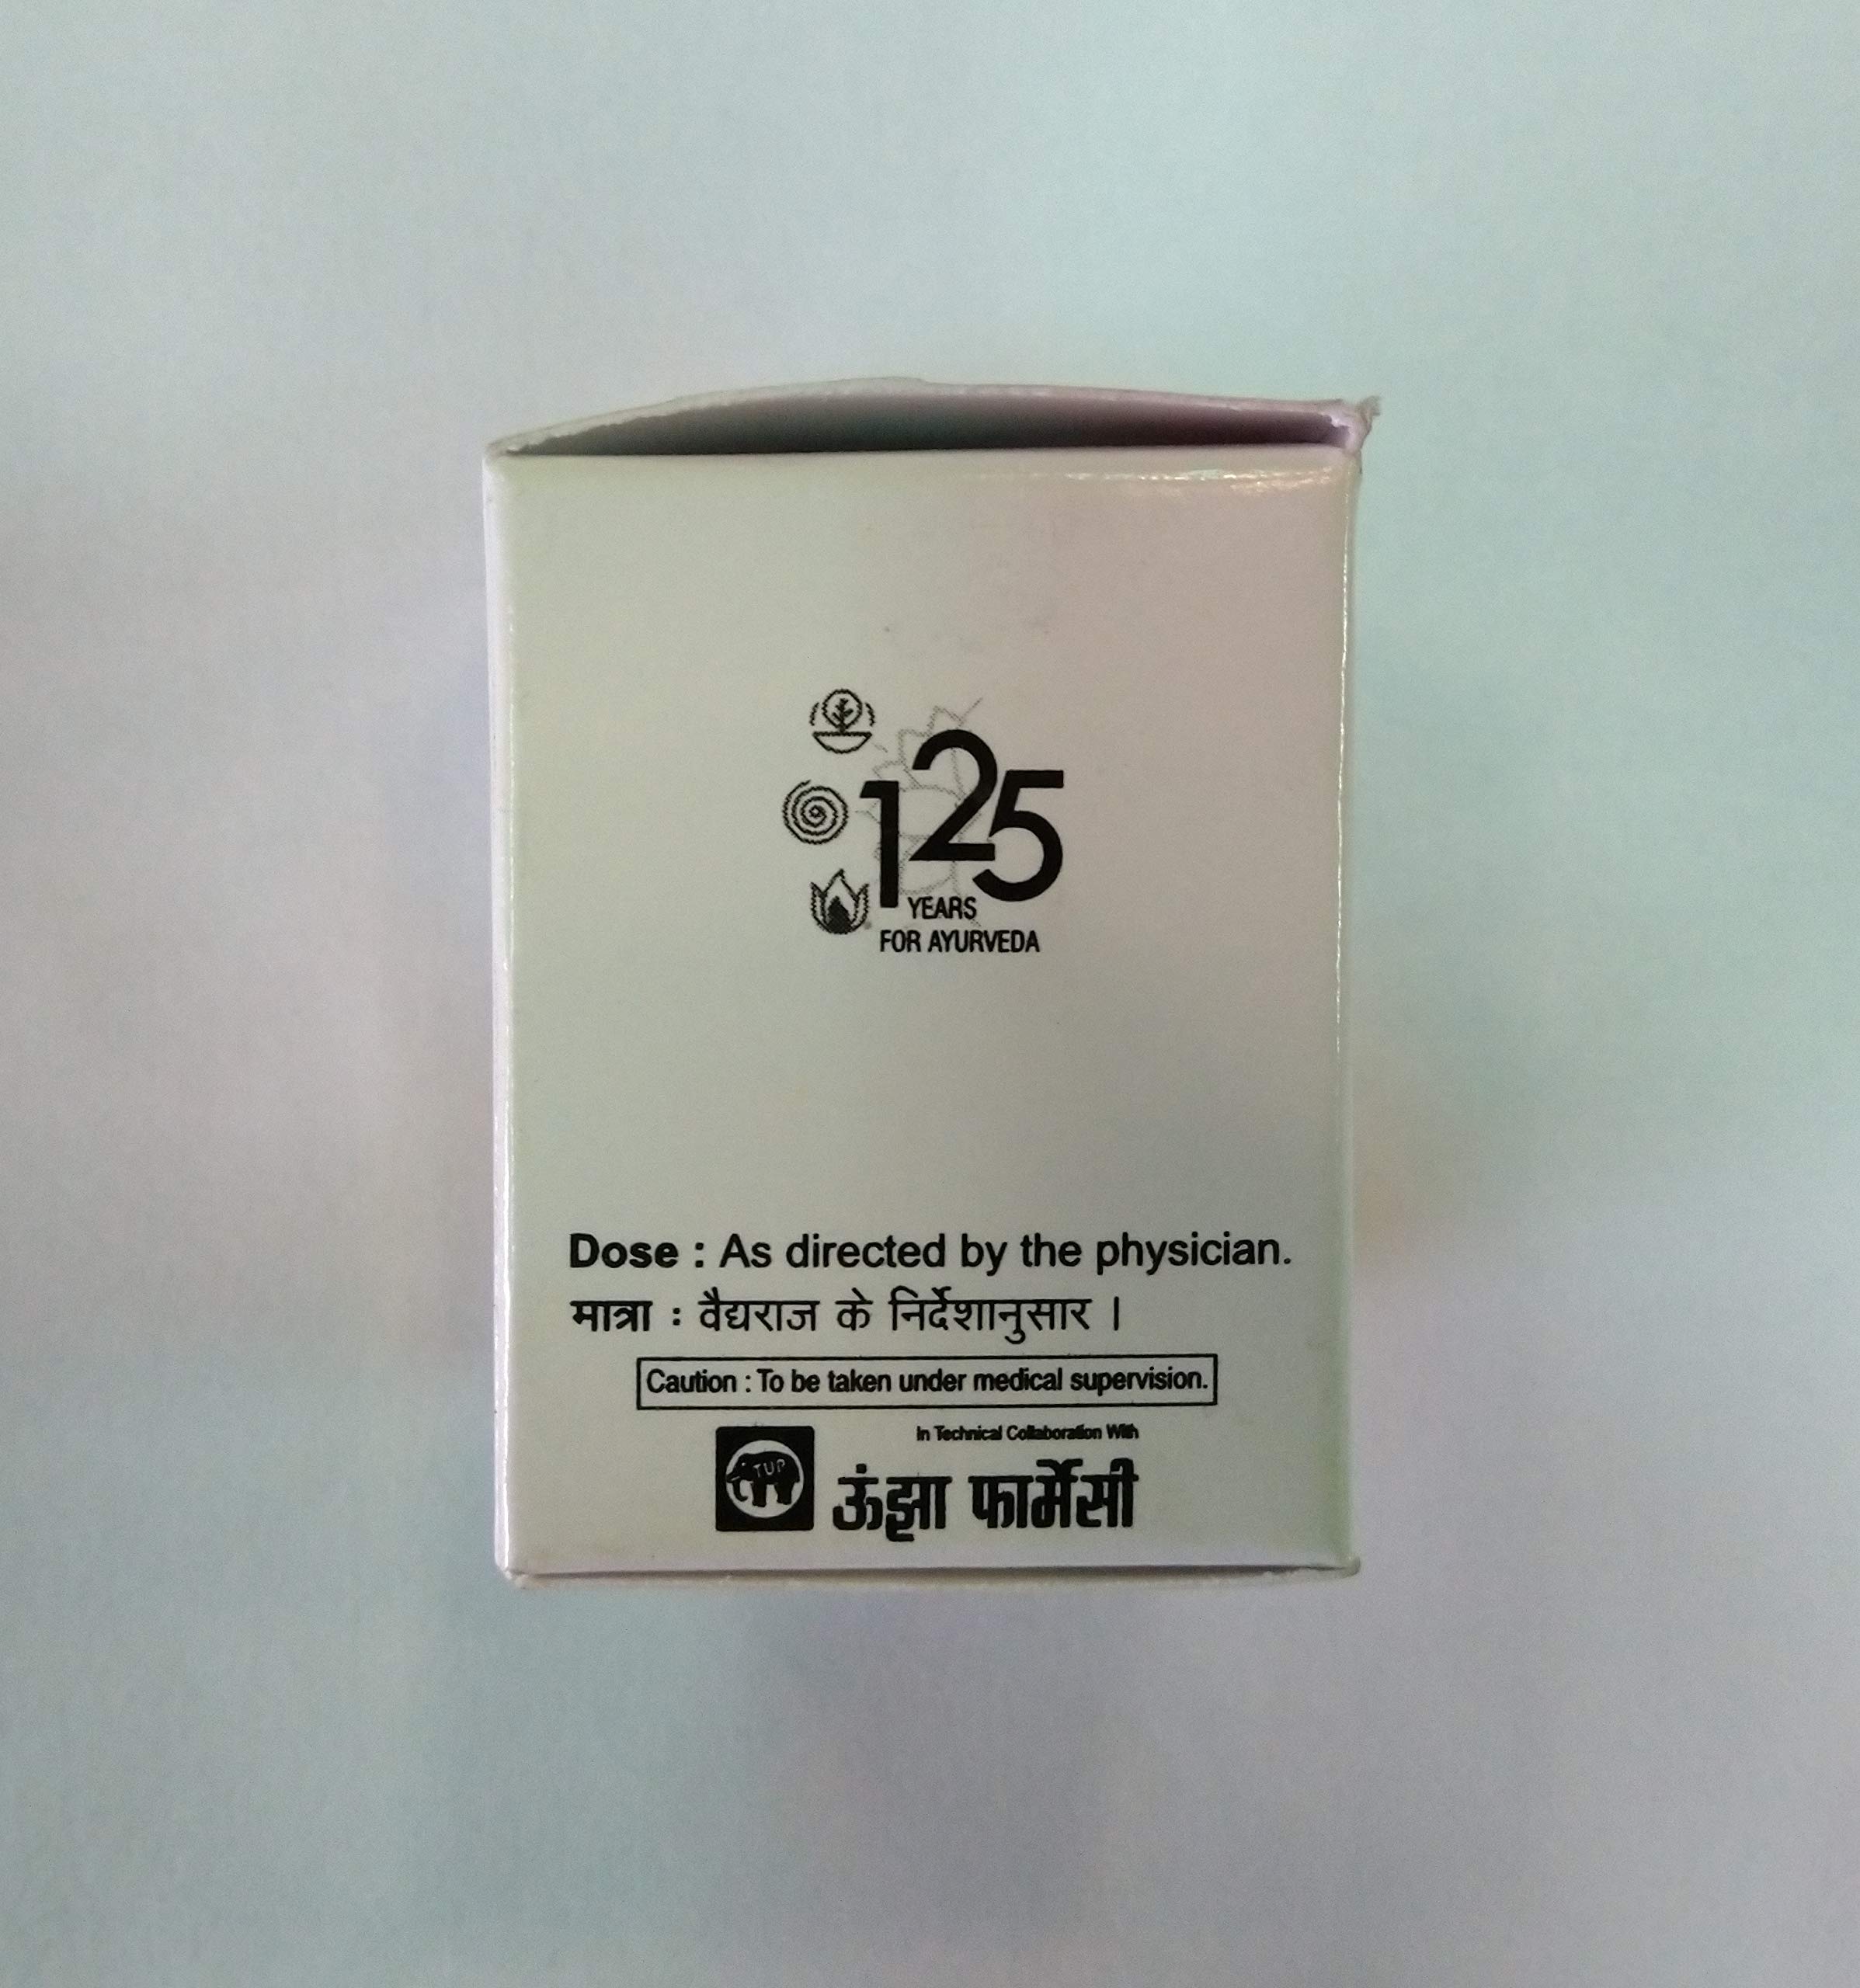 125
YEARS
FOR AYURVEDA
Dose : As directed by the physician.
मात्रा : वैद्यराज के निर्देशानुसार ।
Caution : To be taken under medical supervision.
In Technical Collaboration With
TUP
ऊंझा फार्मेसी